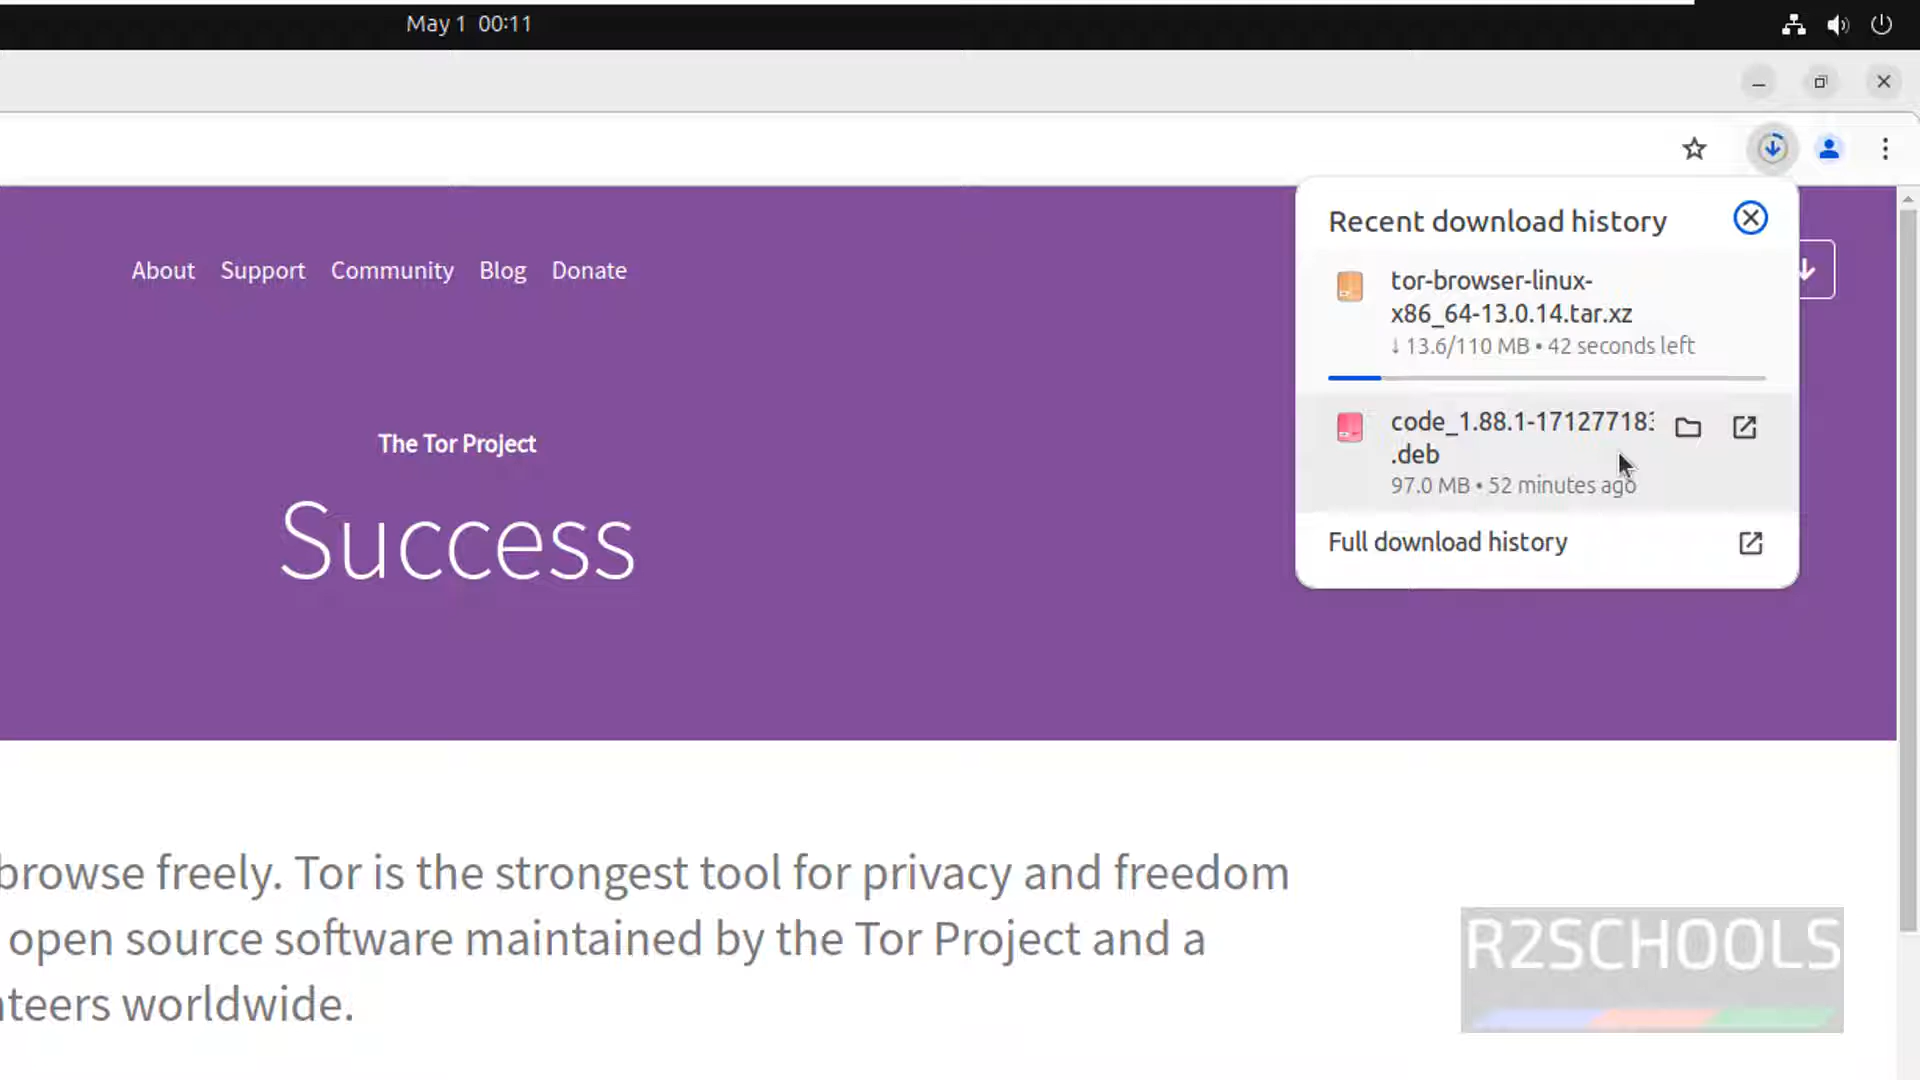 May 1 00:11
Recent download history
tor-browser-linux-
x86_64-13.0.14.tar.xz
↓ 13.6/110 MB • 42 seconds left
code_1.88.1-171277183
.deb
97.0 MB • 52 minutes ago
Full download history
About Support Community Blog Donate
The Tor Project
Success
browse freely. Tor is the strongest tool for privacy and freedom
open source software maintained by the Tor Project and a
nteers worldwide.
R2SCHOOLS